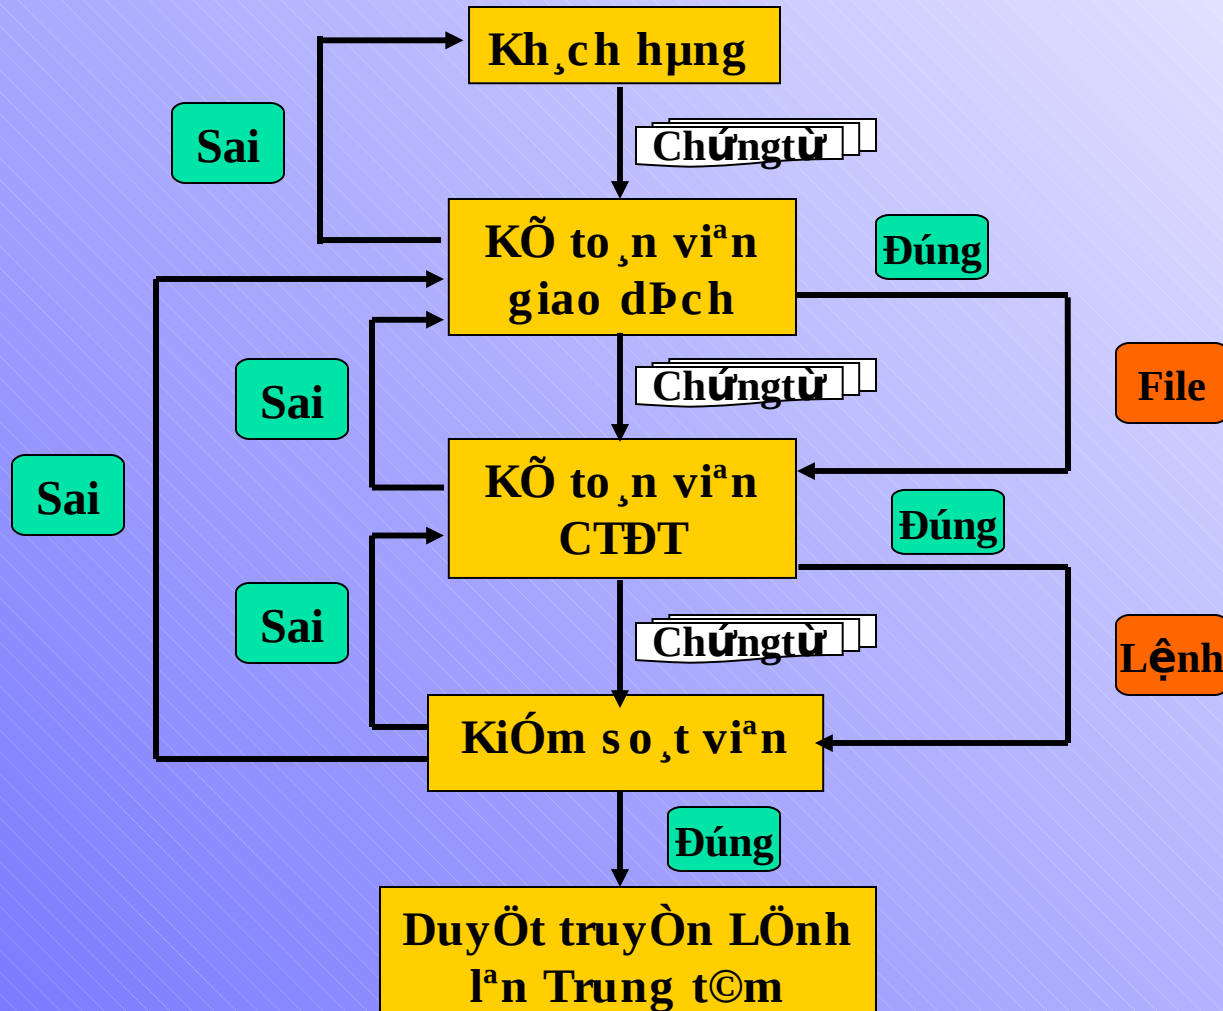 Kh¸ch hµng
Sai
Chứngtừ
KÕ to¸n viªn
giao dÞch
Đúng
File
Sai
Chứngtừ
Sai
KÕ to¸n viªn
CTĐT
Đúng
Sai
Chứngtừ
Lệnh
KiÓm so¸t viªn
Đúng
DuyÖt truyÒn LÖnh
lªn Trung t©m